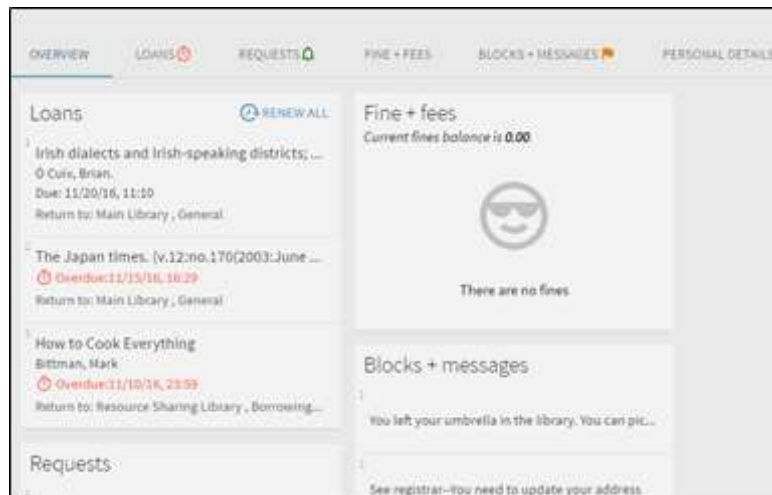 OVERVIEW
LOANS
REQUESTS
FINE + FEES
BLOCKS + MESSAGES
PERSONAL DETAILS
Loans
RENEW ALL
1
Irish dialects and Irish-speaking districts; ...
Ó Cuív, Brian.
Due: 11/20/16, 11:10
Return to: Main Library , General
2
The Japan times. (v.12:no.170(2003:June ...
Overdue:11/15/16, 16:29
Return to: Main Library , General
3
How to Cook Everything
Bittman, Mark
Overdue:11/10/16, 23:59
Return to: Resource Sharing Library , Borrowing...
Requests
Fine + fees
Current fines balance is 0.00.
There are no fines
Blocks + messages
1
You left your umbrella in the library. You can pic...
2
See registrar--You need to update your address